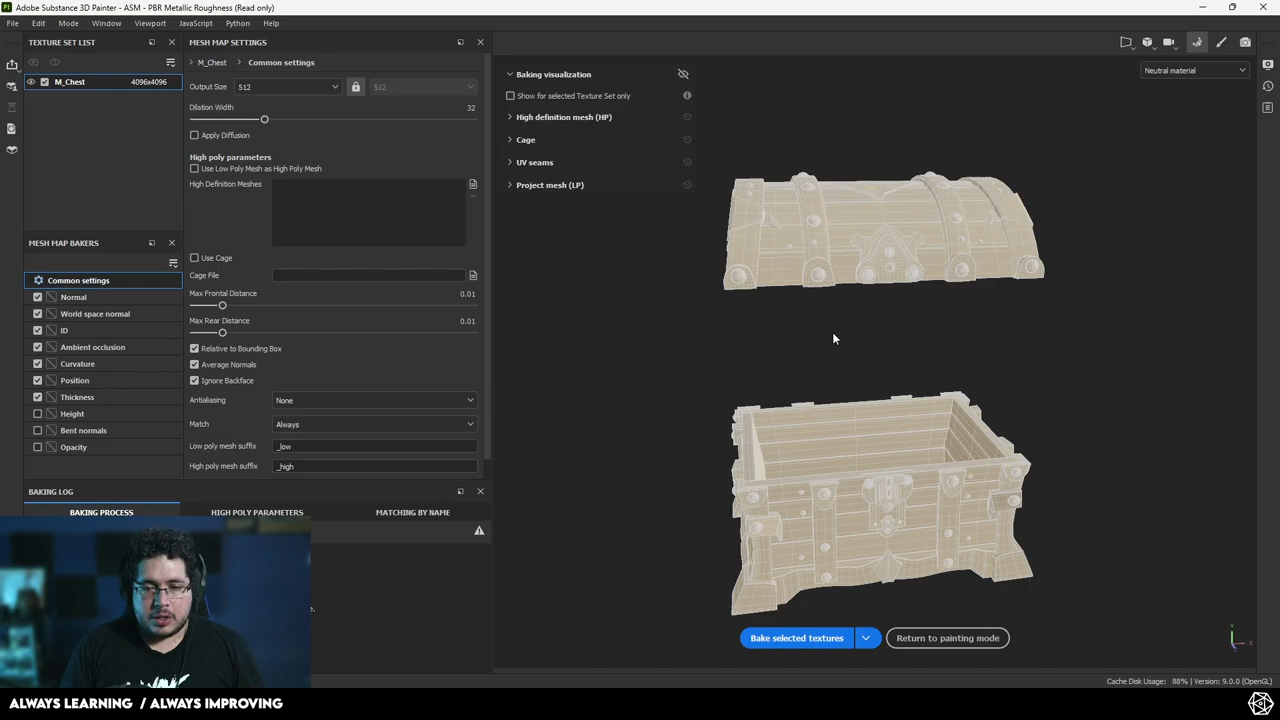 Adobe Substance 3D Painter - ASM - PBR Metallic Roughness (Read only)
File Edit Mode Window Viewport JavaScript Python Help
TEXTURE SET LIST
M_Chest 4096x4096
MESH MAP BAKERS
Common settings
Normal
World space normal
ID
Ambient occlusion
Curvature
Position
Thickness
Height
Bent normals
Opacity
MESH MAP SETTINGS
M_Chest > Common settings
Output Size 512 512
Dilation Width 32
Apply Diffusion
High poly parameters
Use Low Poly Mesh as High Poly Mesh
High Definition Meshes
Use Cage
Cage File
Max Frontal Distance 0.01
Max Rear Distance 0.01
Relative to Bounding Box
Average Normals
Ignore Backface
Antialiasing None
Match Always
Low poly mesh suffix _low
High poly mesh suffix _high
BAKING LOG
BAKING PROCESS HIGH POLY PARAMETERS MATCHING BY NAME
Baking visualization
Show for selected Texture Set only
High definition mesh (HP)
Cage
UV seams
Project mesh (LP)
Neutral material
Bake selected textures
Return to painting mode
Cache Disk Usage: 88% | Version: 9.0.0 (OpenGL)
ALWAYS LEARNING / ALWAYS IMPROVING